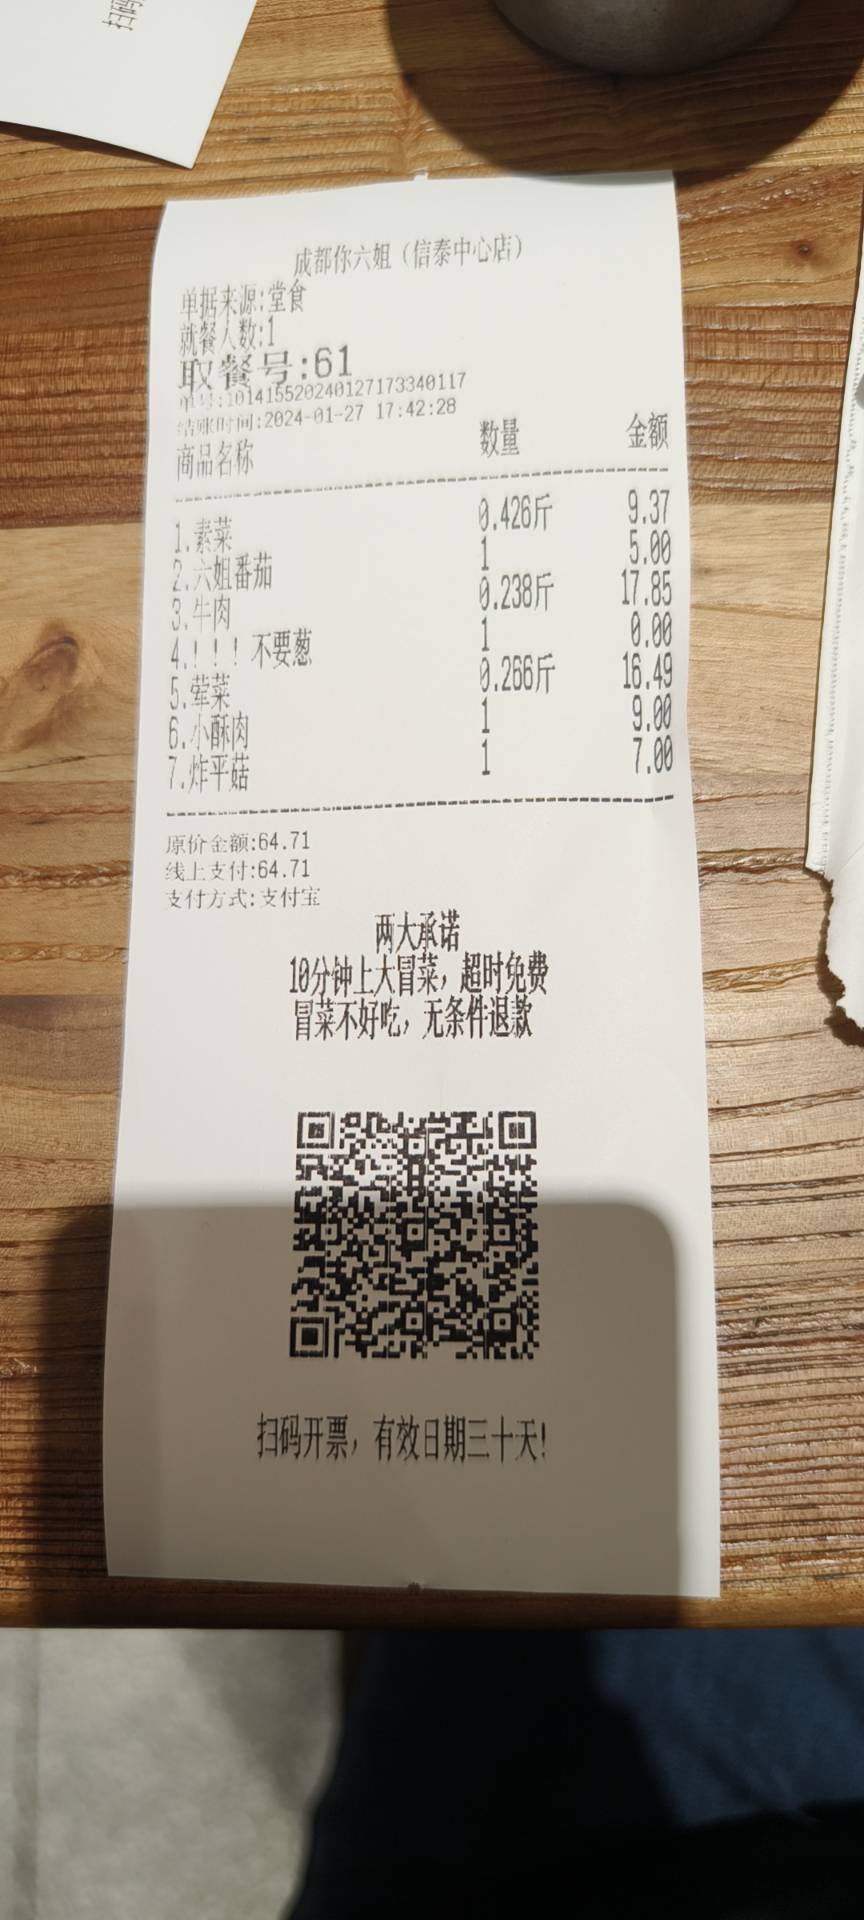 扫码
成都你六姐（信泰中心店）
单据来源:堂食
就餐人数:1
取餐号:61
单号:101415520240127173340117
结账时间:2024-01-27 17:42:28
商品名称 数量 金额
1.素菜 0.426斤 9.37
2.六姐番茄 1 5.00
3.牛肉 0.238斤 17.85
4.！！！不要葱 1 0.00
5.荤菜 0.266斤 16.49
6.小酥肉 1 9.00
7.炸平菇 1 7.00
原价金额:64.71
线上支付:64.71
支付方式:支付宝
两大承诺
10分钟上大冒菜，超时免费
冒菜不好吃，无条件退款
扫码开票，有效日期三十天!